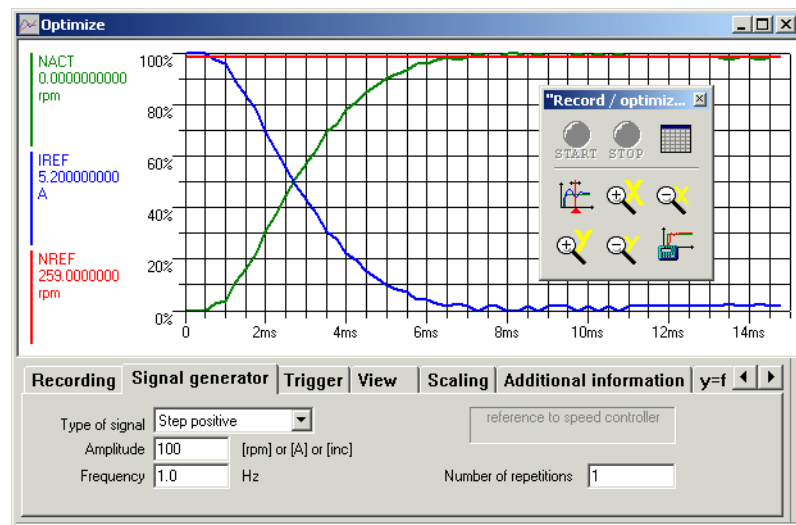 Optimize
NACT
0.0000000000
rpm
IREF
5.200000000
A
NREF
259.0000000
rpm
100%
80%
60%
40%
20%
0%
0 2ms 4ms 6ms 8ms 10ms 12ms 14ms
"Record / optimiz...
START STOP
X X
Y Y
Recording Signal generator Trigger View Scaling Additional information y=f
Type of signal Step positive
reference to speed controller
Amplitude 100 [rpm] or [A] or [inc]
Frequency 1.0 Hz Number of repetitions 1